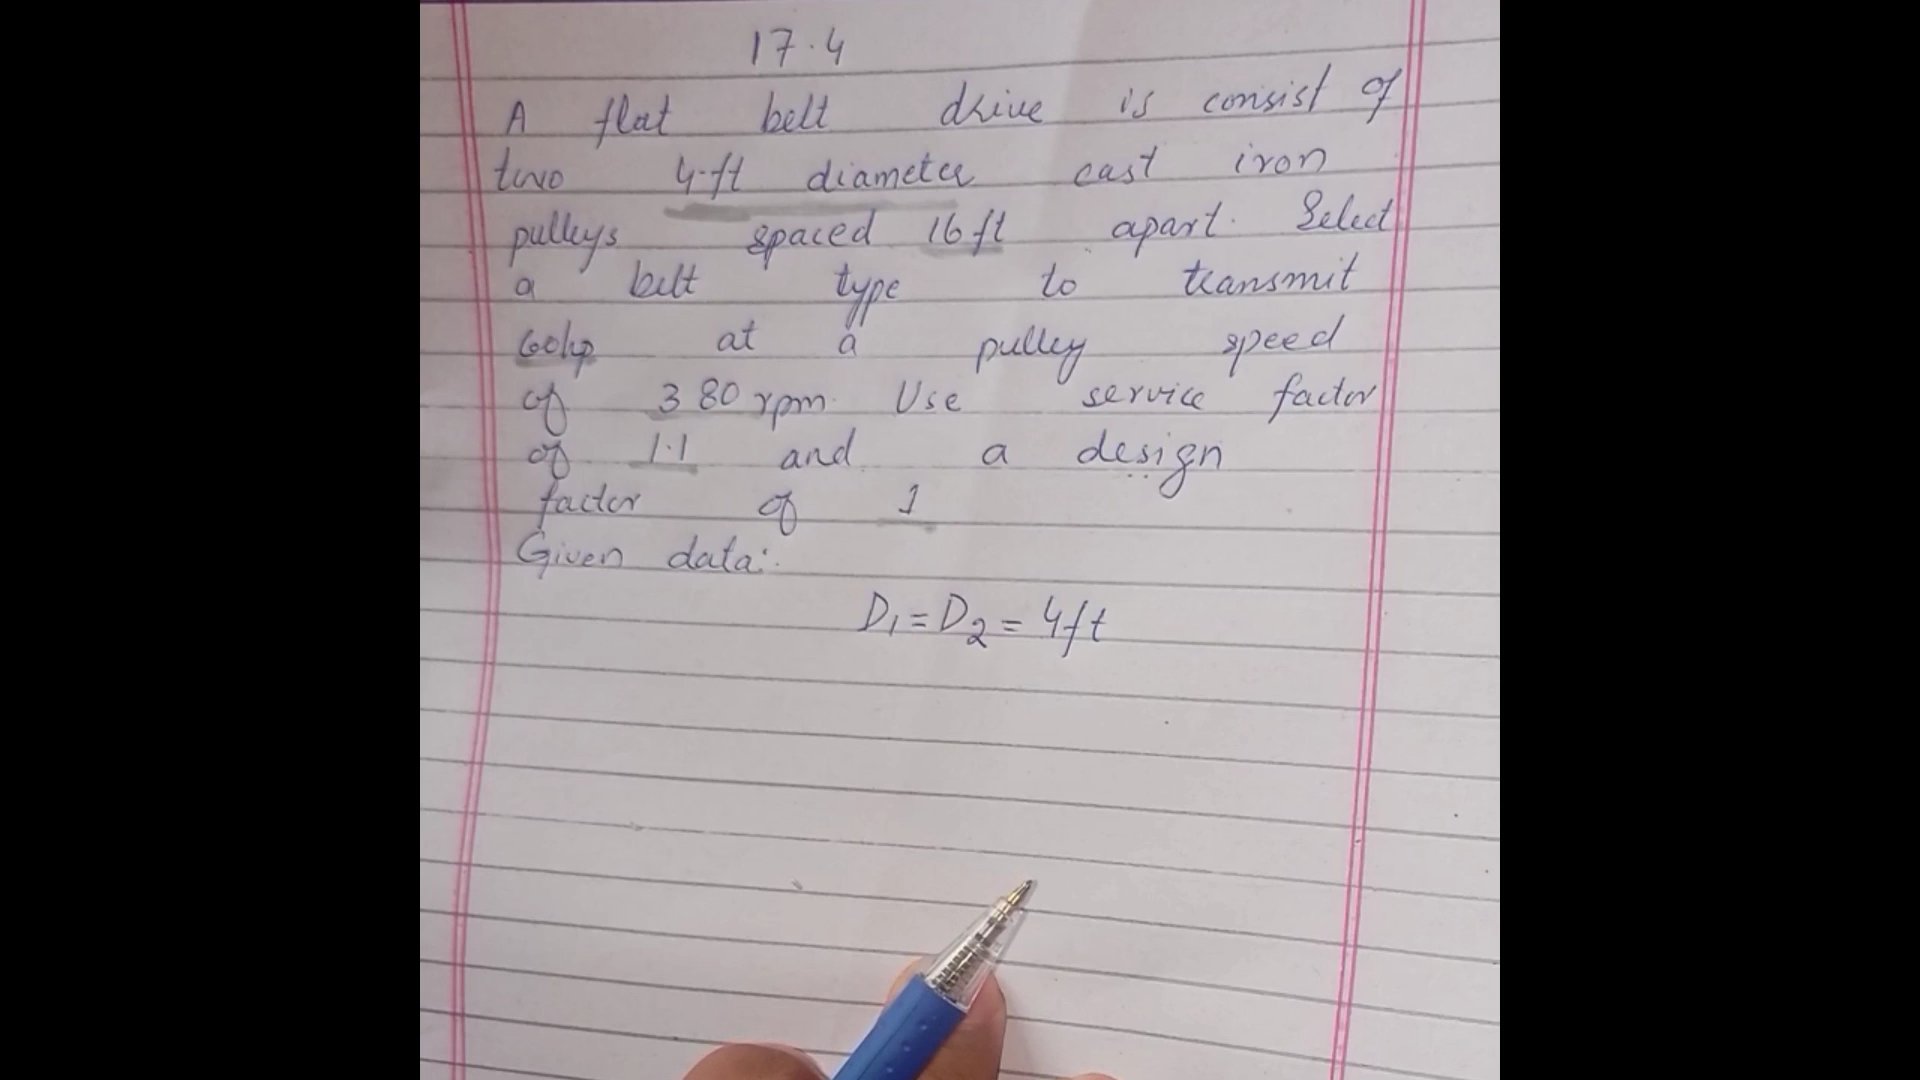 17.4
A flat belt drive is consist of
two 4-ft diameter cast iron
pulleys spaced 16 ft apart. Select
a belt type to transmit
60hp at a pulley speed
of 380 rpm. Use service factor
of 1.1 and a design
factor of 1
Given data:
D₁ = D₂ = 4ft